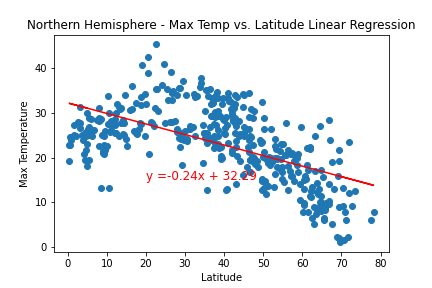 Northern Hemisphere - Max Temp vs. Latitude Linear Regression
Max Temperature
40
30
20
10
0
y =-0.24x + 32.29
0 10 20 30 40 50 60 70 80
Latitude